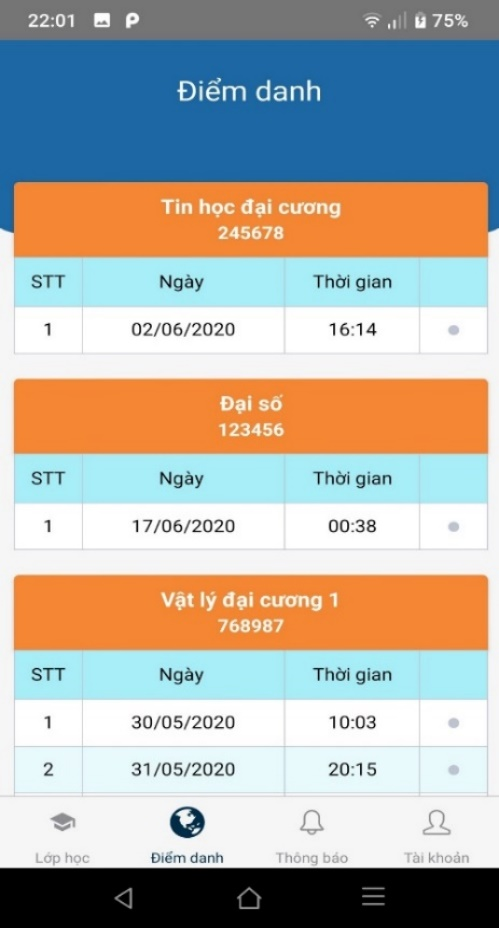 22:01 75%
Điểm danh
Tin học đại cương
245678
STT Ngày Thời gian
1 02/06/2020 16:14
Đại số
123456
STT Ngày Thời gian
1 17/06/2020 00:38
Vật lý đại cương 1
768987
STT Ngày Thời gian
1 30/05/2020 10:03
2 31/05/2020 20:15
Lớp học Điểm danh Thông báo Tài khoản